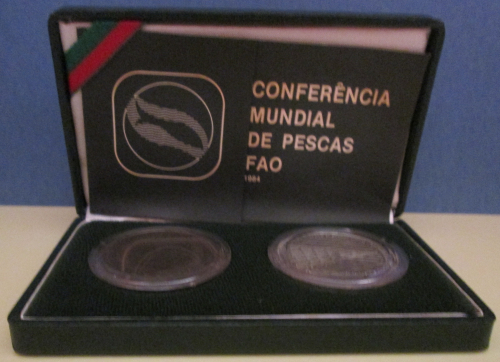 CONFERÊNCIA
MUNDIAL
DE PESCAS
FAO
1984